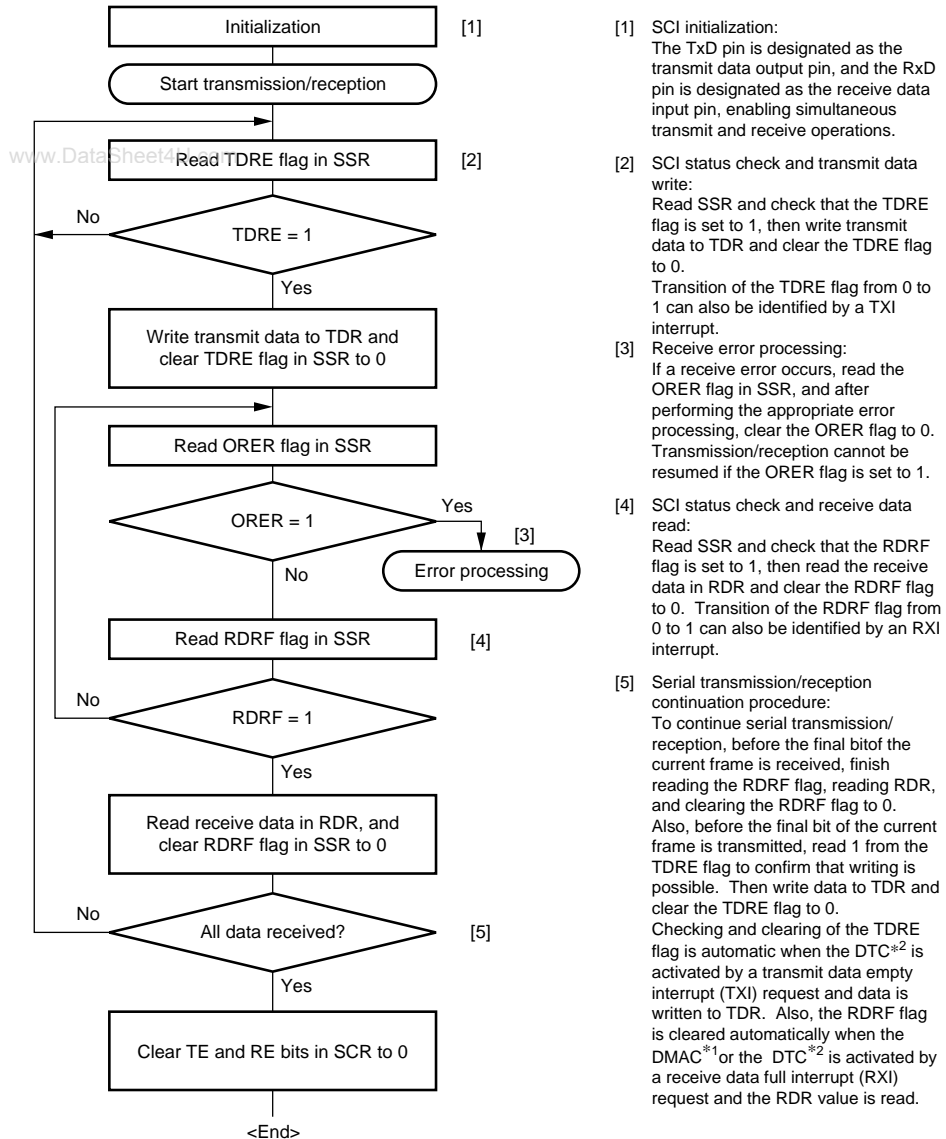 Initialization
[1]
Start transmission/reception
www.DataSheet4U.com
Read TDRE flag in SSR
[2]
No
TDRE = 1
Yes
Write transmit data to TDR and
clear TDRE flag in SSR to 0
Read ORER flag in SSR
ORER = 1
Yes
[3]
Error processing
No
Read RDRF flag in SSR
[4]
No
RDRF = 1
Yes
Read receive data in RDR, and
clear RDRF flag in SSR to 0
No
All data received?
[5]
Yes
Clear TE and RE bits in SCR to 0
<End>
[1] SCI initialization:
The TxD pin is designated as the
transmit data output pin, and the RxD
pin is designated as the receive data
input pin, enabling simultaneous
transmit and receive operations.
[2] SCI status check and transmit data
write:
Read SSR and check that the TDRE
flag is set to 1, then write transmit
data to TDR and clear the TDRE flag
to 0.
Transition of the TDRE flag from 0 to
1 can also be identified by a TXI
interrupt.
[3] Receive error processing:
If a receive error occurs, read the
ORER flag in SSR, and after
performing the appropriate error
processing, clear the ORER flag to 0.
Transmission/reception cannot be
resumed if the ORER flag is set to 1.
[4] SCI status check and receive data
read:
Read SSR and check that the RDRF
flag is set to 1, then read the receive
data in RDR and clear the RDRF flag
to 0. Transition of the RDRF flag from
0 to 1 can also be identified by an RXI
interrupt.
[5] Serial transmission/reception
continuation procedure:
To continue serial transmission/
reception, before the final bitof the
current frame is received, finish
reading the RDRF flag, reading RDR,
and clearing the RDRF flag to 0.
Also, before the final bit of the current
frame is transmitted, read 1 from the
TDRE flag to confirm that writing is
possible. Then write data to TDR and
clear the TDRE flag to 0.
Checking and clearing of the TDRE
flag is automatic when the DTC*2 is
activated by a transmit data empty
interrupt (TXI) request and data is
written to TDR. Also, the RDRF flag
is cleared automatically when the
DMAC*1or the DTC*2 is activated by
a receive data full interrupt (RXI)
request and the RDR value is read.